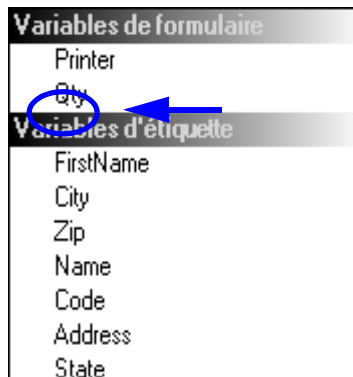 Variables de formulaire
Printer
Qty
Variables d'étiquette
FirstName
City
Zip
Name
Code
Address
State